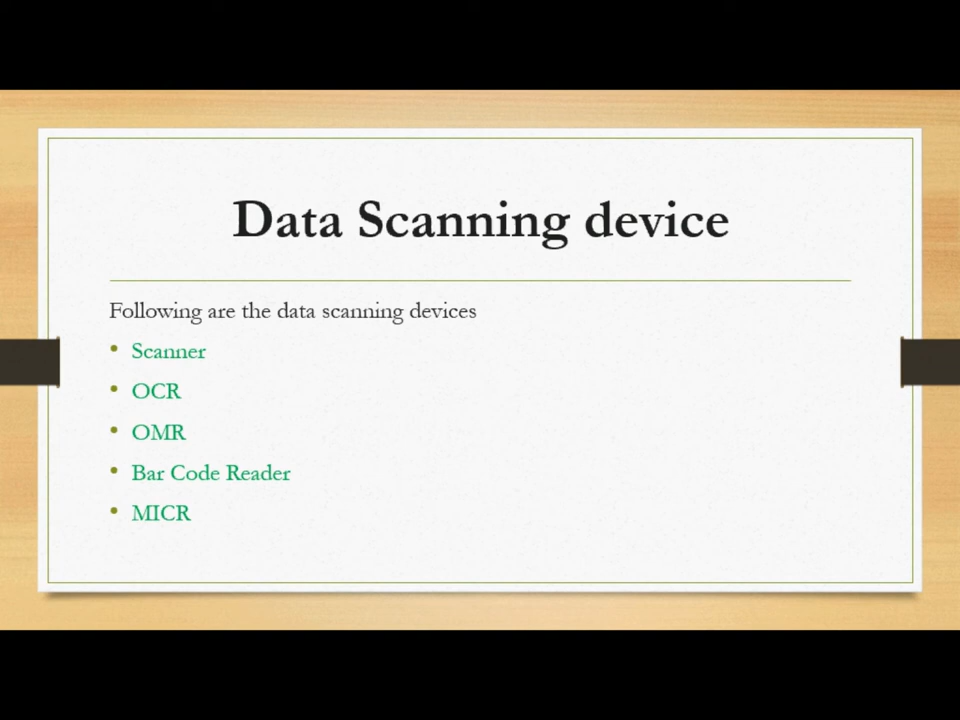 Data Scanning device
Following are the data scanning devices
• Scanner
• OCR
• OMR
• Bar Code Reader
• MICR